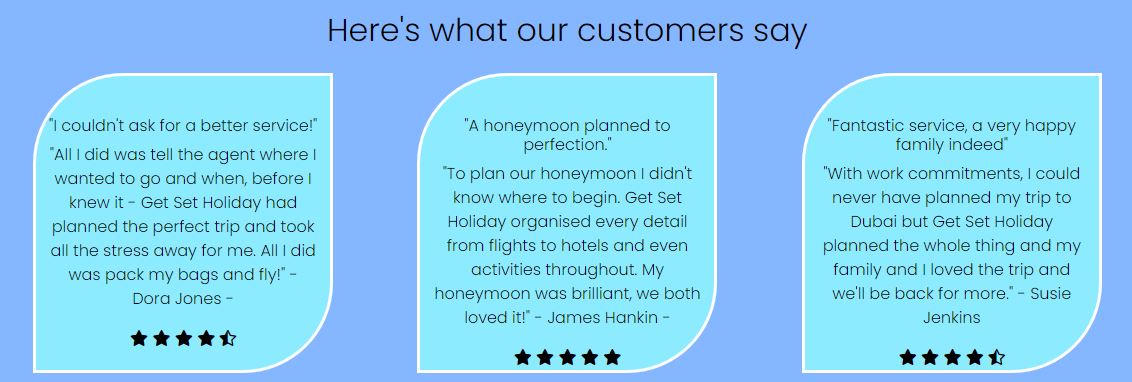 Here's what our customers say
"I couldn't ask for a better service!"
"All I did was tell the agent where I
wanted to go and when, before I
knew it - Get Set Holiday had
planned the perfect trip and took
all the stress away for me. All I did
was pack my bags and fly!" -
Dora Jones -
"A honeymoon planned to
perfection."
"To plan our honeymoon I didn't
know where to begin. Get Set
Holiday organised every detail
from flights to hotels and even
activities throughout. My
honeymoon was brilliant, we both
loved it!" - James Hankin -
"Fantastic service, a very happy
family indeed"
"With work commitments, I could
never have planned my trip to
Dubai but Get Set Holiday
planned the whole thing and my
family and I loved the trip and
we'll be back for more." - Susie
Jenkins